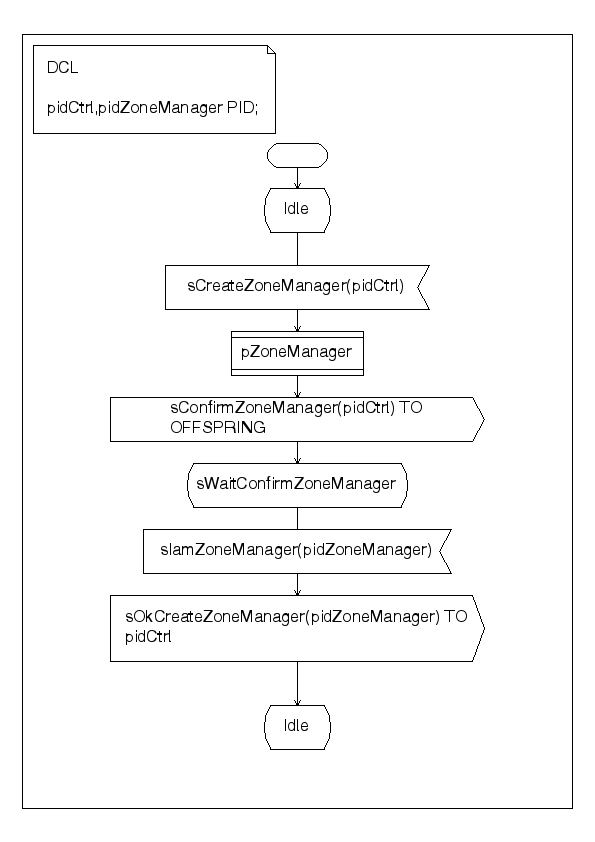 DCL
pidCtrl,pidZoneManager PID;
Idle
sCreateZoneManager(pidCtrl)
pZoneManager
sConfirmZoneManager(pidCtrl) TO
OFFSPRING
sWaitConfirmZoneManager
sIamZoneManager(pidZoneManager)
sOkCreateZoneManager(pidZoneManager) TO
pidCtrl
Idle